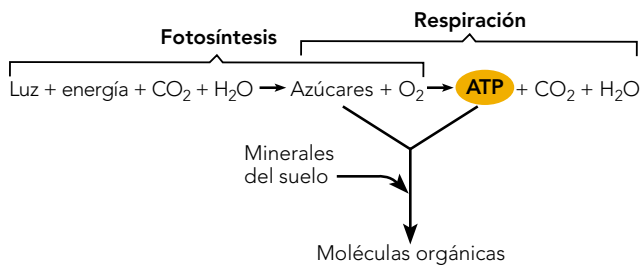 Respiración
Fotosíntesis
Luz + energía + CO₂ + H₂O → Azúcares + O₂ → ATP + CO₂ + H₂O
Minerales
del suelo
Moléculas orgánicas